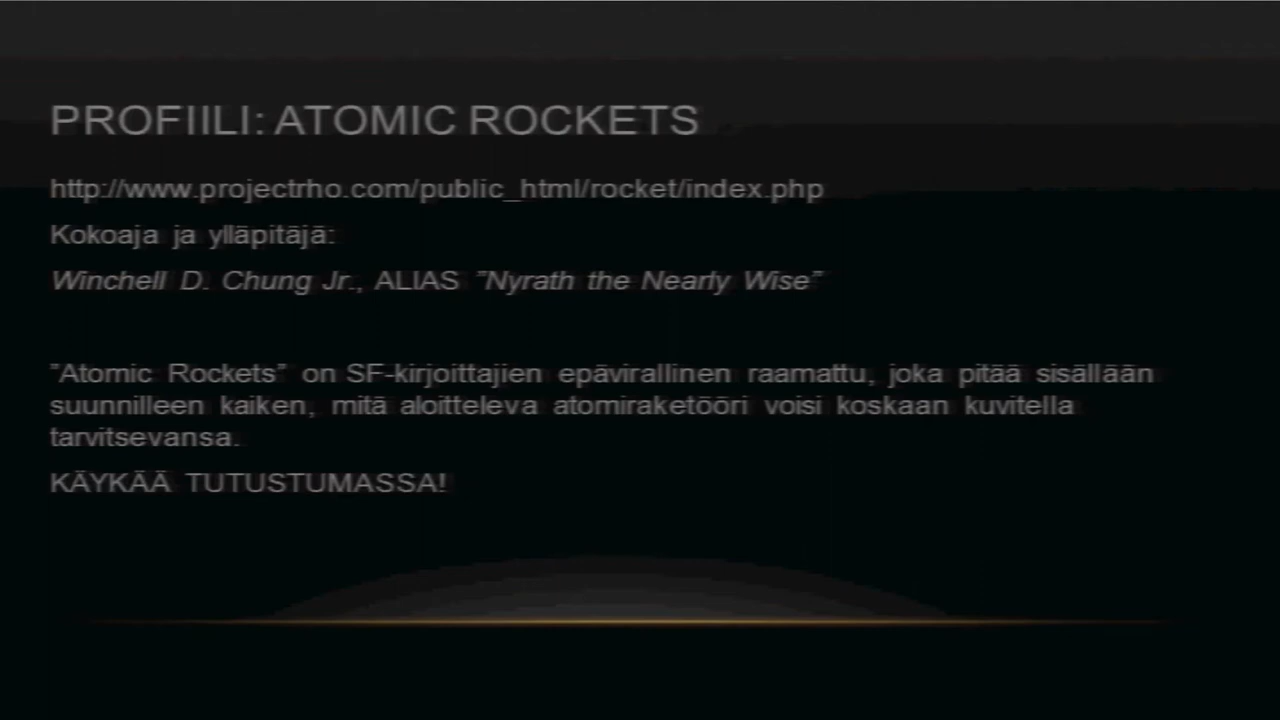 PROFIILI: ATOMIC ROCKETS
http://www.projectrho.com/public_html/rocket/index.php
Kokoaja ja ylläpitäjä:
Winchell D. Chung Jr., ALIAS ”Nyrath the Nearly Wise”
”Atomic Rockets” on SF-kirjoittajien epävirallinen raamattu, joka pitää sisällään
suunnilleen kaiken, mitä aloitteleva atomiraketööri voisi koskaan kuvitella
tarvitsevansa.
KÄYKÄÄ TUTUSTUMASSA!